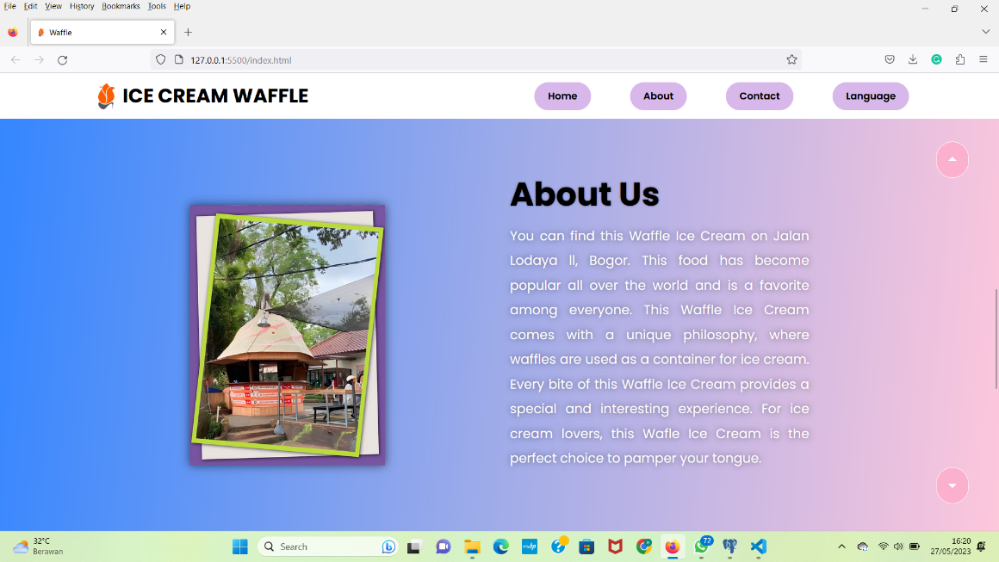 File Edit View History Bookmarks Tools Help
Waffle
127.0.0.1:5500/index.html
ICE CREAM WAFFLE
Home About Contact Language
About Us
You can find this Waffle Ice Cream on Jalan
Lodaya ll, Bogor. This food has become
popular all over the world and is a favorite
among everyone. This Waffle Ice Cream
comes with a unique philosophy, where
waffles are used as a container for ice cream.
Every bite of this Waffle Ice Cream provides a
special and interesting experience. For ice
cream lovers, this Wafle Ice Cream is the
perfect choice to pamper your tongue.
32°C
Berawan
Search
72
16:20
27/05/2023